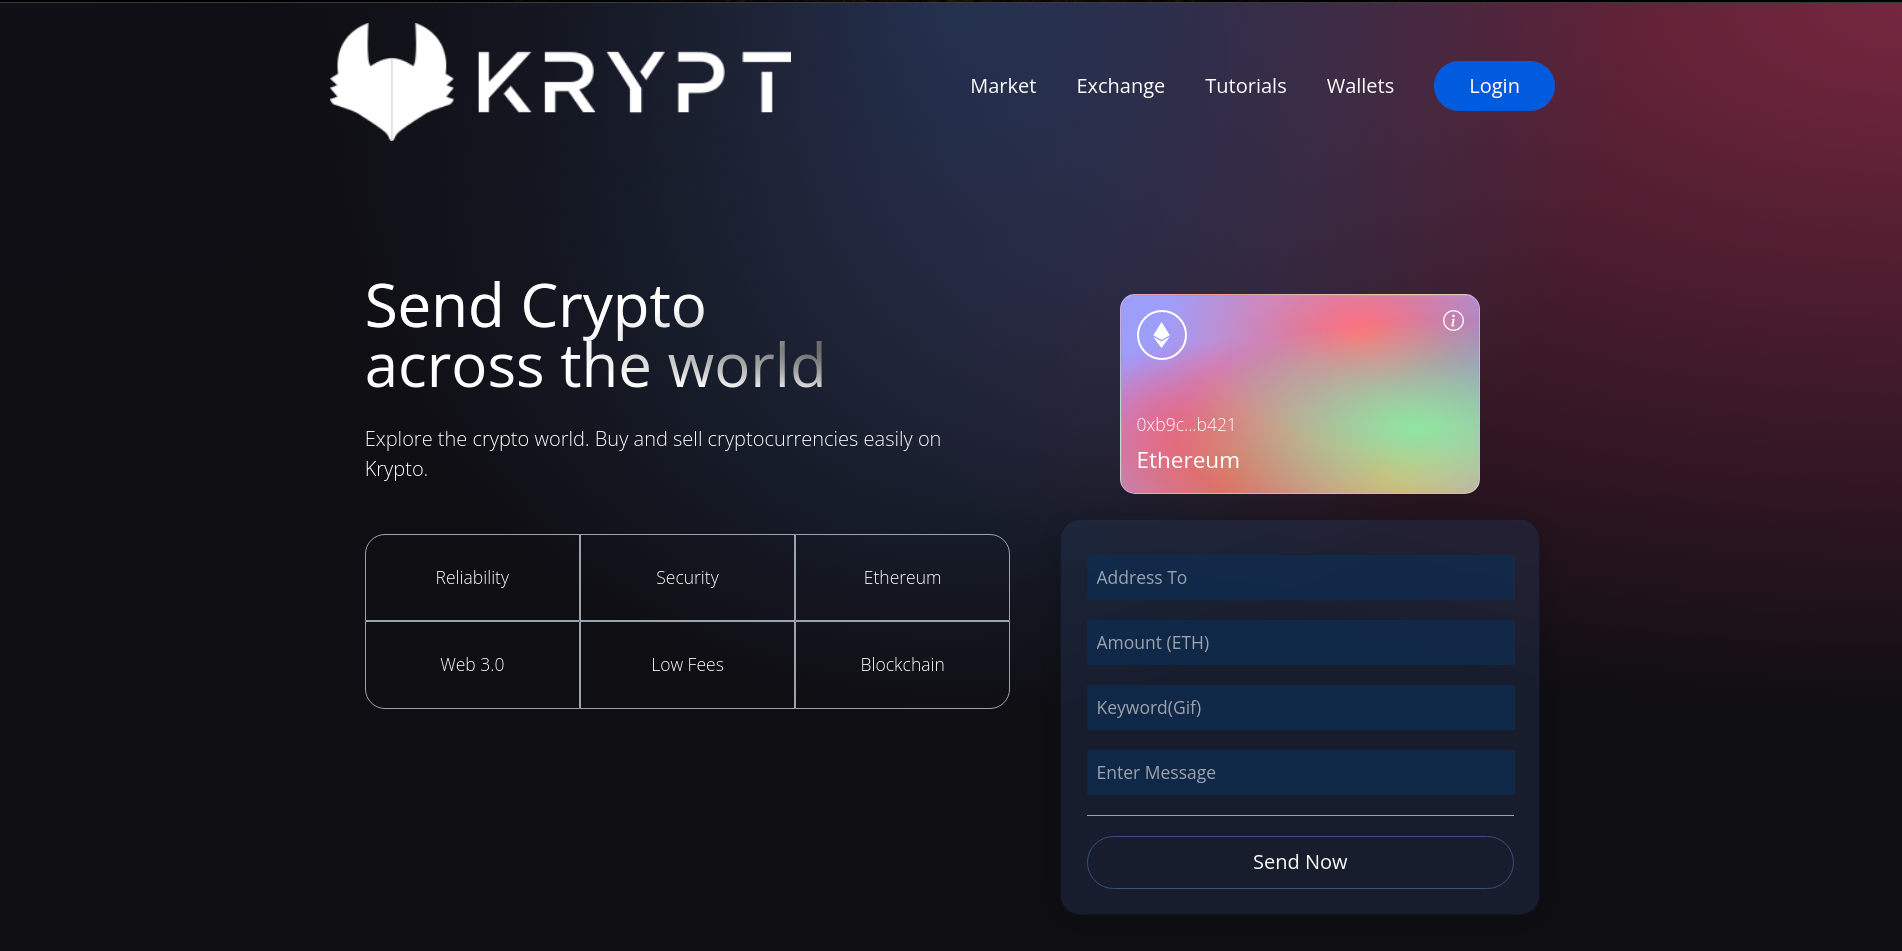 KRYPT
Market Exchange Tutorials Wallets Login
Send Crypto
across the world
Explore the crypto world. Buy and sell cryptocurrencies easily on
Krypto.
Reliability Security Ethereum
Web 3.0 Low Fees Blockchain
i
0xb9c...b421
Ethereum
Address To
Amount (ETH)
Keyword(Gif)
Enter Message
Send Now